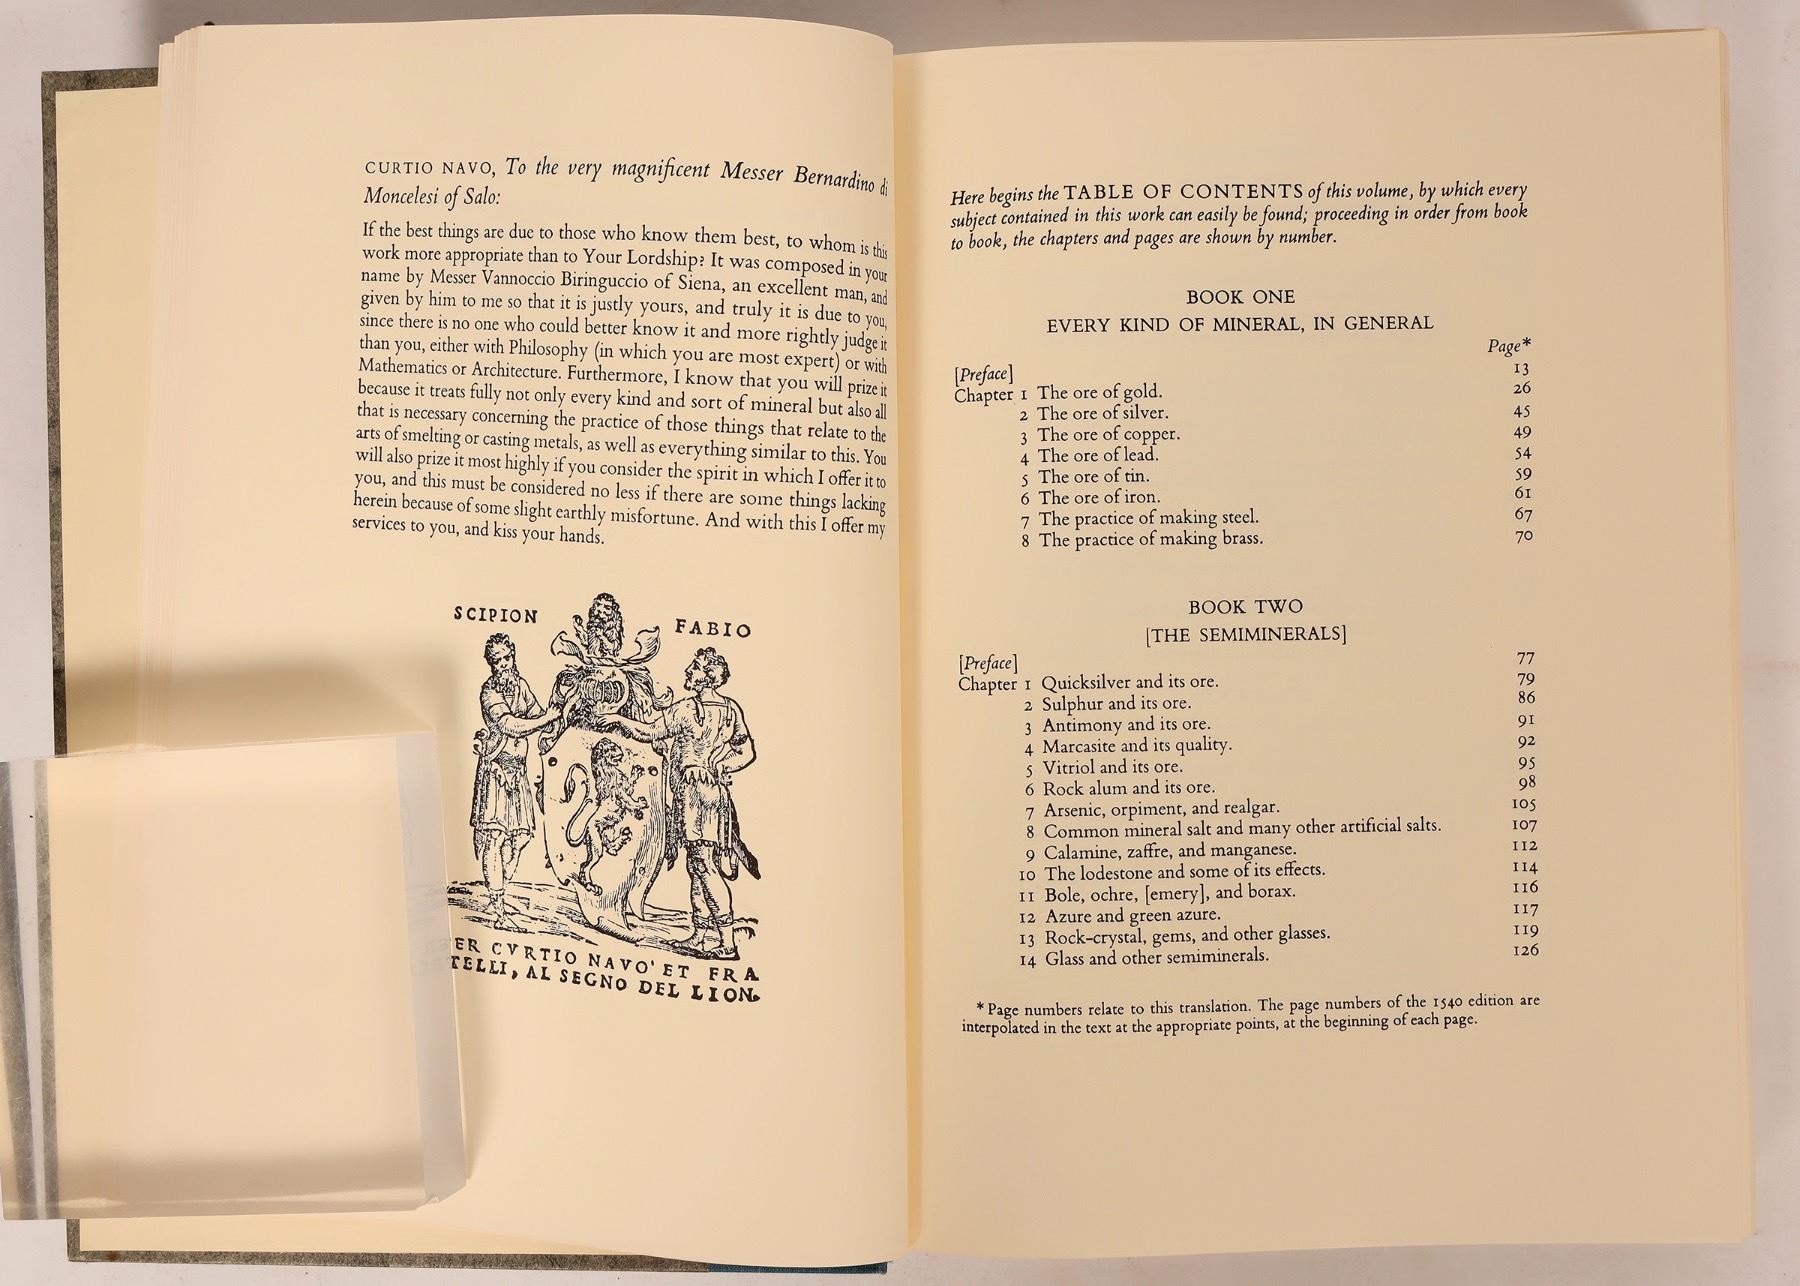 CURTIO NAVO, To the very magnificent Messer Bernardino di
Moncelesi of Salo:
If the best things are due to those who know them best, to whom is this
work more appropriate than to Your Lordship? It was composed in your
name by Messer Vannoccio Biringuccio of Siena, an excellent man, and
given by him to me so that it is justly yours, and truly it is due to you,
since there is no one who could better know it and more rightly judge it
than you, either with Philosophy (in which you are most expert) or with
Mathematics or Architecture. Furthermore, I know that you will prize it
because it treats fully not only every kind and sort of mineral but also all
that is necessary concerning the practice of those things that relate to the
arts of smelting or casting metals, as well as everything similar to this. You
will also prize it most highly if you consider the spirit in which I offer it to
you, and this must be considered no less if there are some things lacking
herein because of some slight earthly misfortune. And with this I offer my
services to you, and kiss your hands.
SCIPION FABIO
PER CVRTIO NAVO' ET FRA
TELLI, AL SEGNO DEL LION.
Here begins the TABLE OF CONTENTS of this volume, by which every
subject contained in this work can easily be found; proceeding in order from book
to book, the chapters and pages are shown by number.
BOOK ONE
EVERY KIND OF MINERAL, IN GENERAL
Page*
[Preface] 13
Chapter 1 The ore of gold. 26
2 The ore of silver. 45
3 The ore of copper. 49
4 The ore of lead. 54
5 The ore of tin. 59
6 The ore of iron. 61
7 The practice of making steel. 67
8 The practice of making brass. 70
BOOK TWO
[THE SEMIMINERALS]
[Preface] 77
Chapter 1 Quicksilver and its ore. 79
2 Sulphur and its ore. 86
3 Antimony and its ore. 91
4 Marcasite and its quality. 92
5 Vitriol and its ore. 95
6 Rock alum and its ore. 98
7 Arsenic, orpiment, and realgar. 105
8 Common mineral salt and many other artificial salts. 107
9 Calamine, zaffre, and manganese. 112
10 The lodestone and some of its effects. 114
11 Bole, ochre, [emery], and borax. 116
12 Azure and green azure. 117
13 Rock-crystal, gems, and other glasses. 119
14 Glass and other semiminerals. 126
* Page numbers relate to this translation. The page numbers of the 1540 edition are
interpolated in the text at the appropriate points, at the beginning of each page.